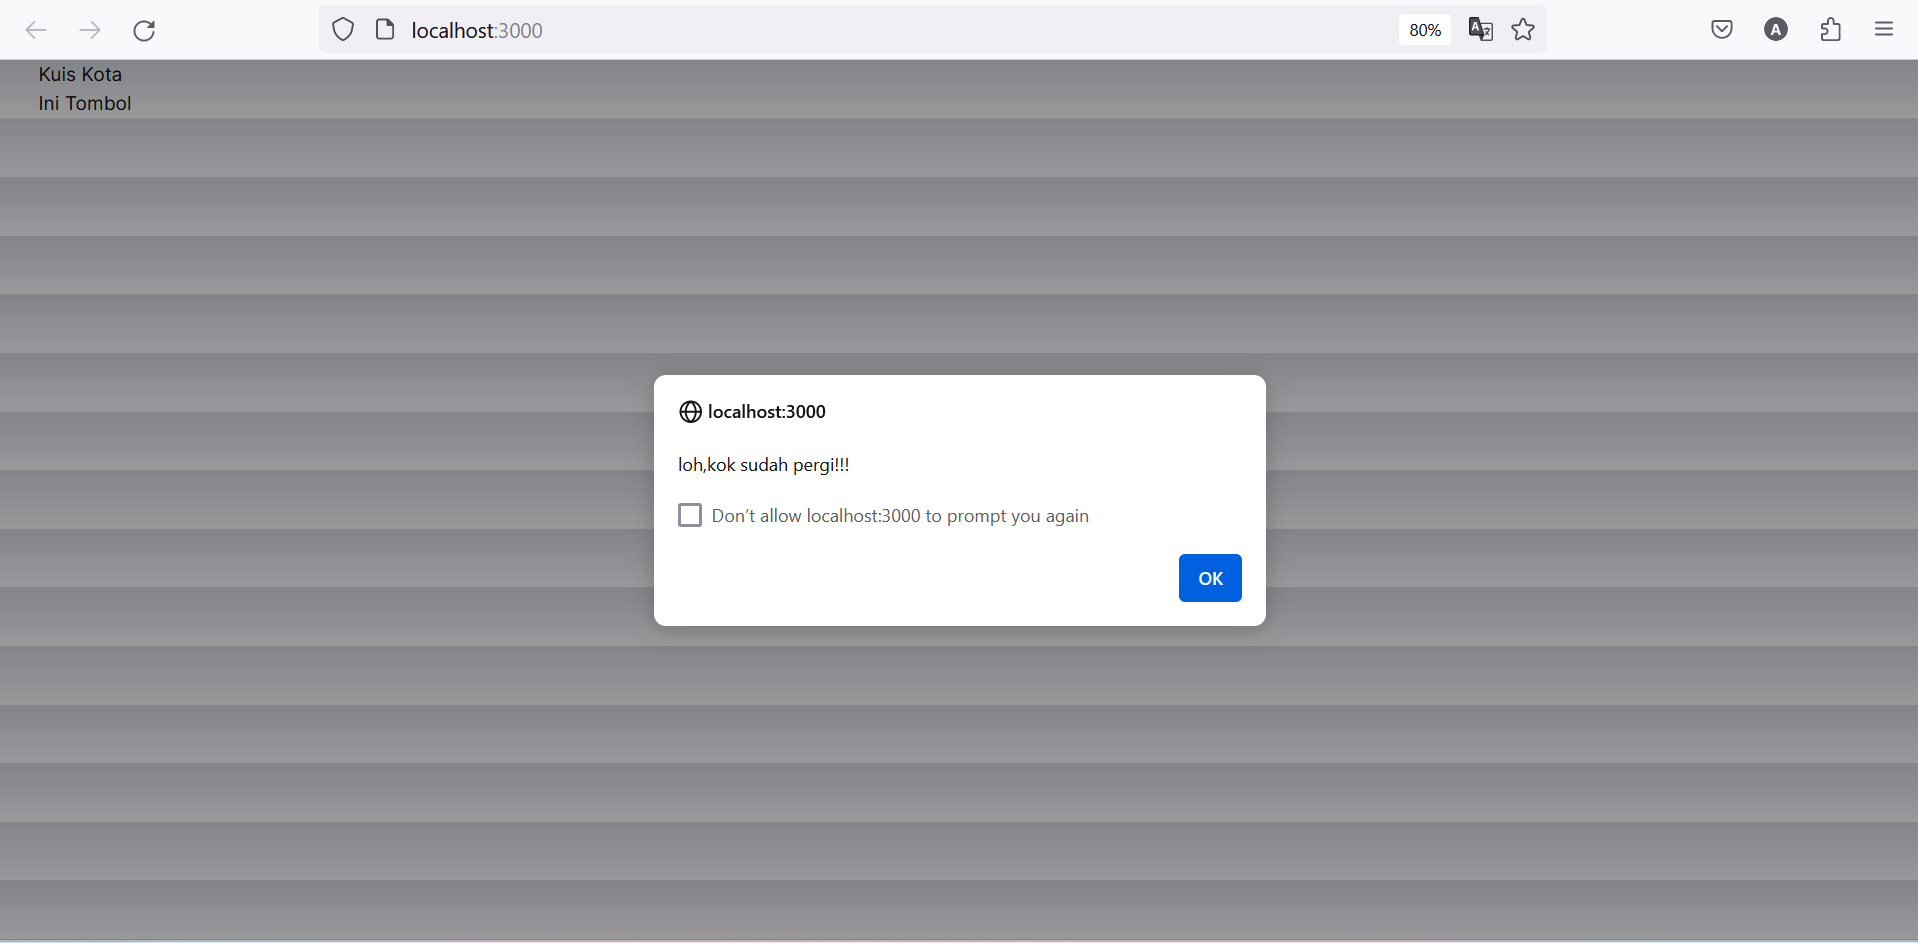 localhost:3000
80%
A
Kuis Kota
Ini Tombol
localhost:3000
loh,kok sudah pergi!!!
Don’t allow localhost:3000 to prompt you again
OK